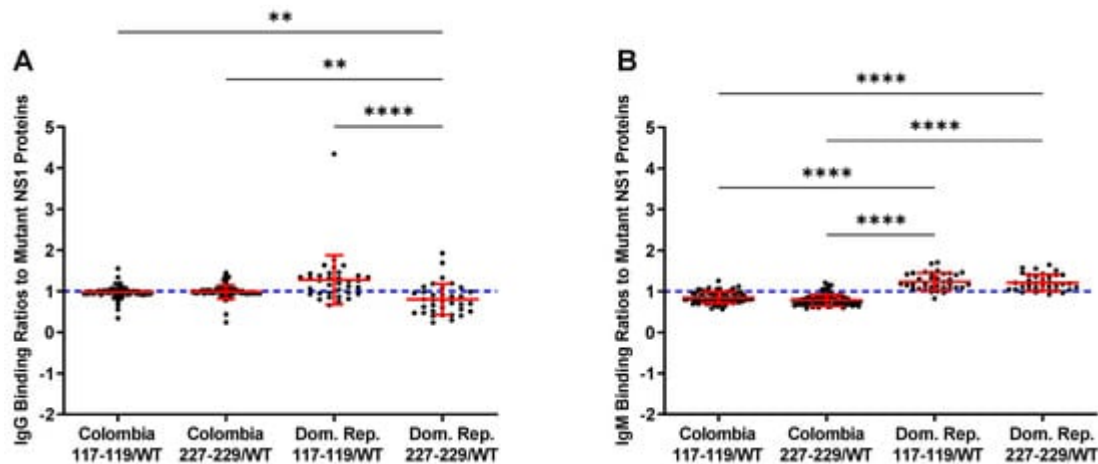 **
A
**
****
IgG Binding Ratios to Mutant NS1 Proteins
5
4
3
2
1
0
-1
-2
Colombia
117-119/WT
Colombia
227-229/WT
Dom. Rep.
117-119/WT
Dom. Rep.
227-229/WT
B
****
****
****
****
IgM Binding Ratios to Mutant NS1 Proteins
5
4
3
2
1
0
-1
-2
Colombia
117-119/WT
Colombia
227-229/WT
Dom. Rep.
117-119/WT
Dom. Rep.
227-229/WT